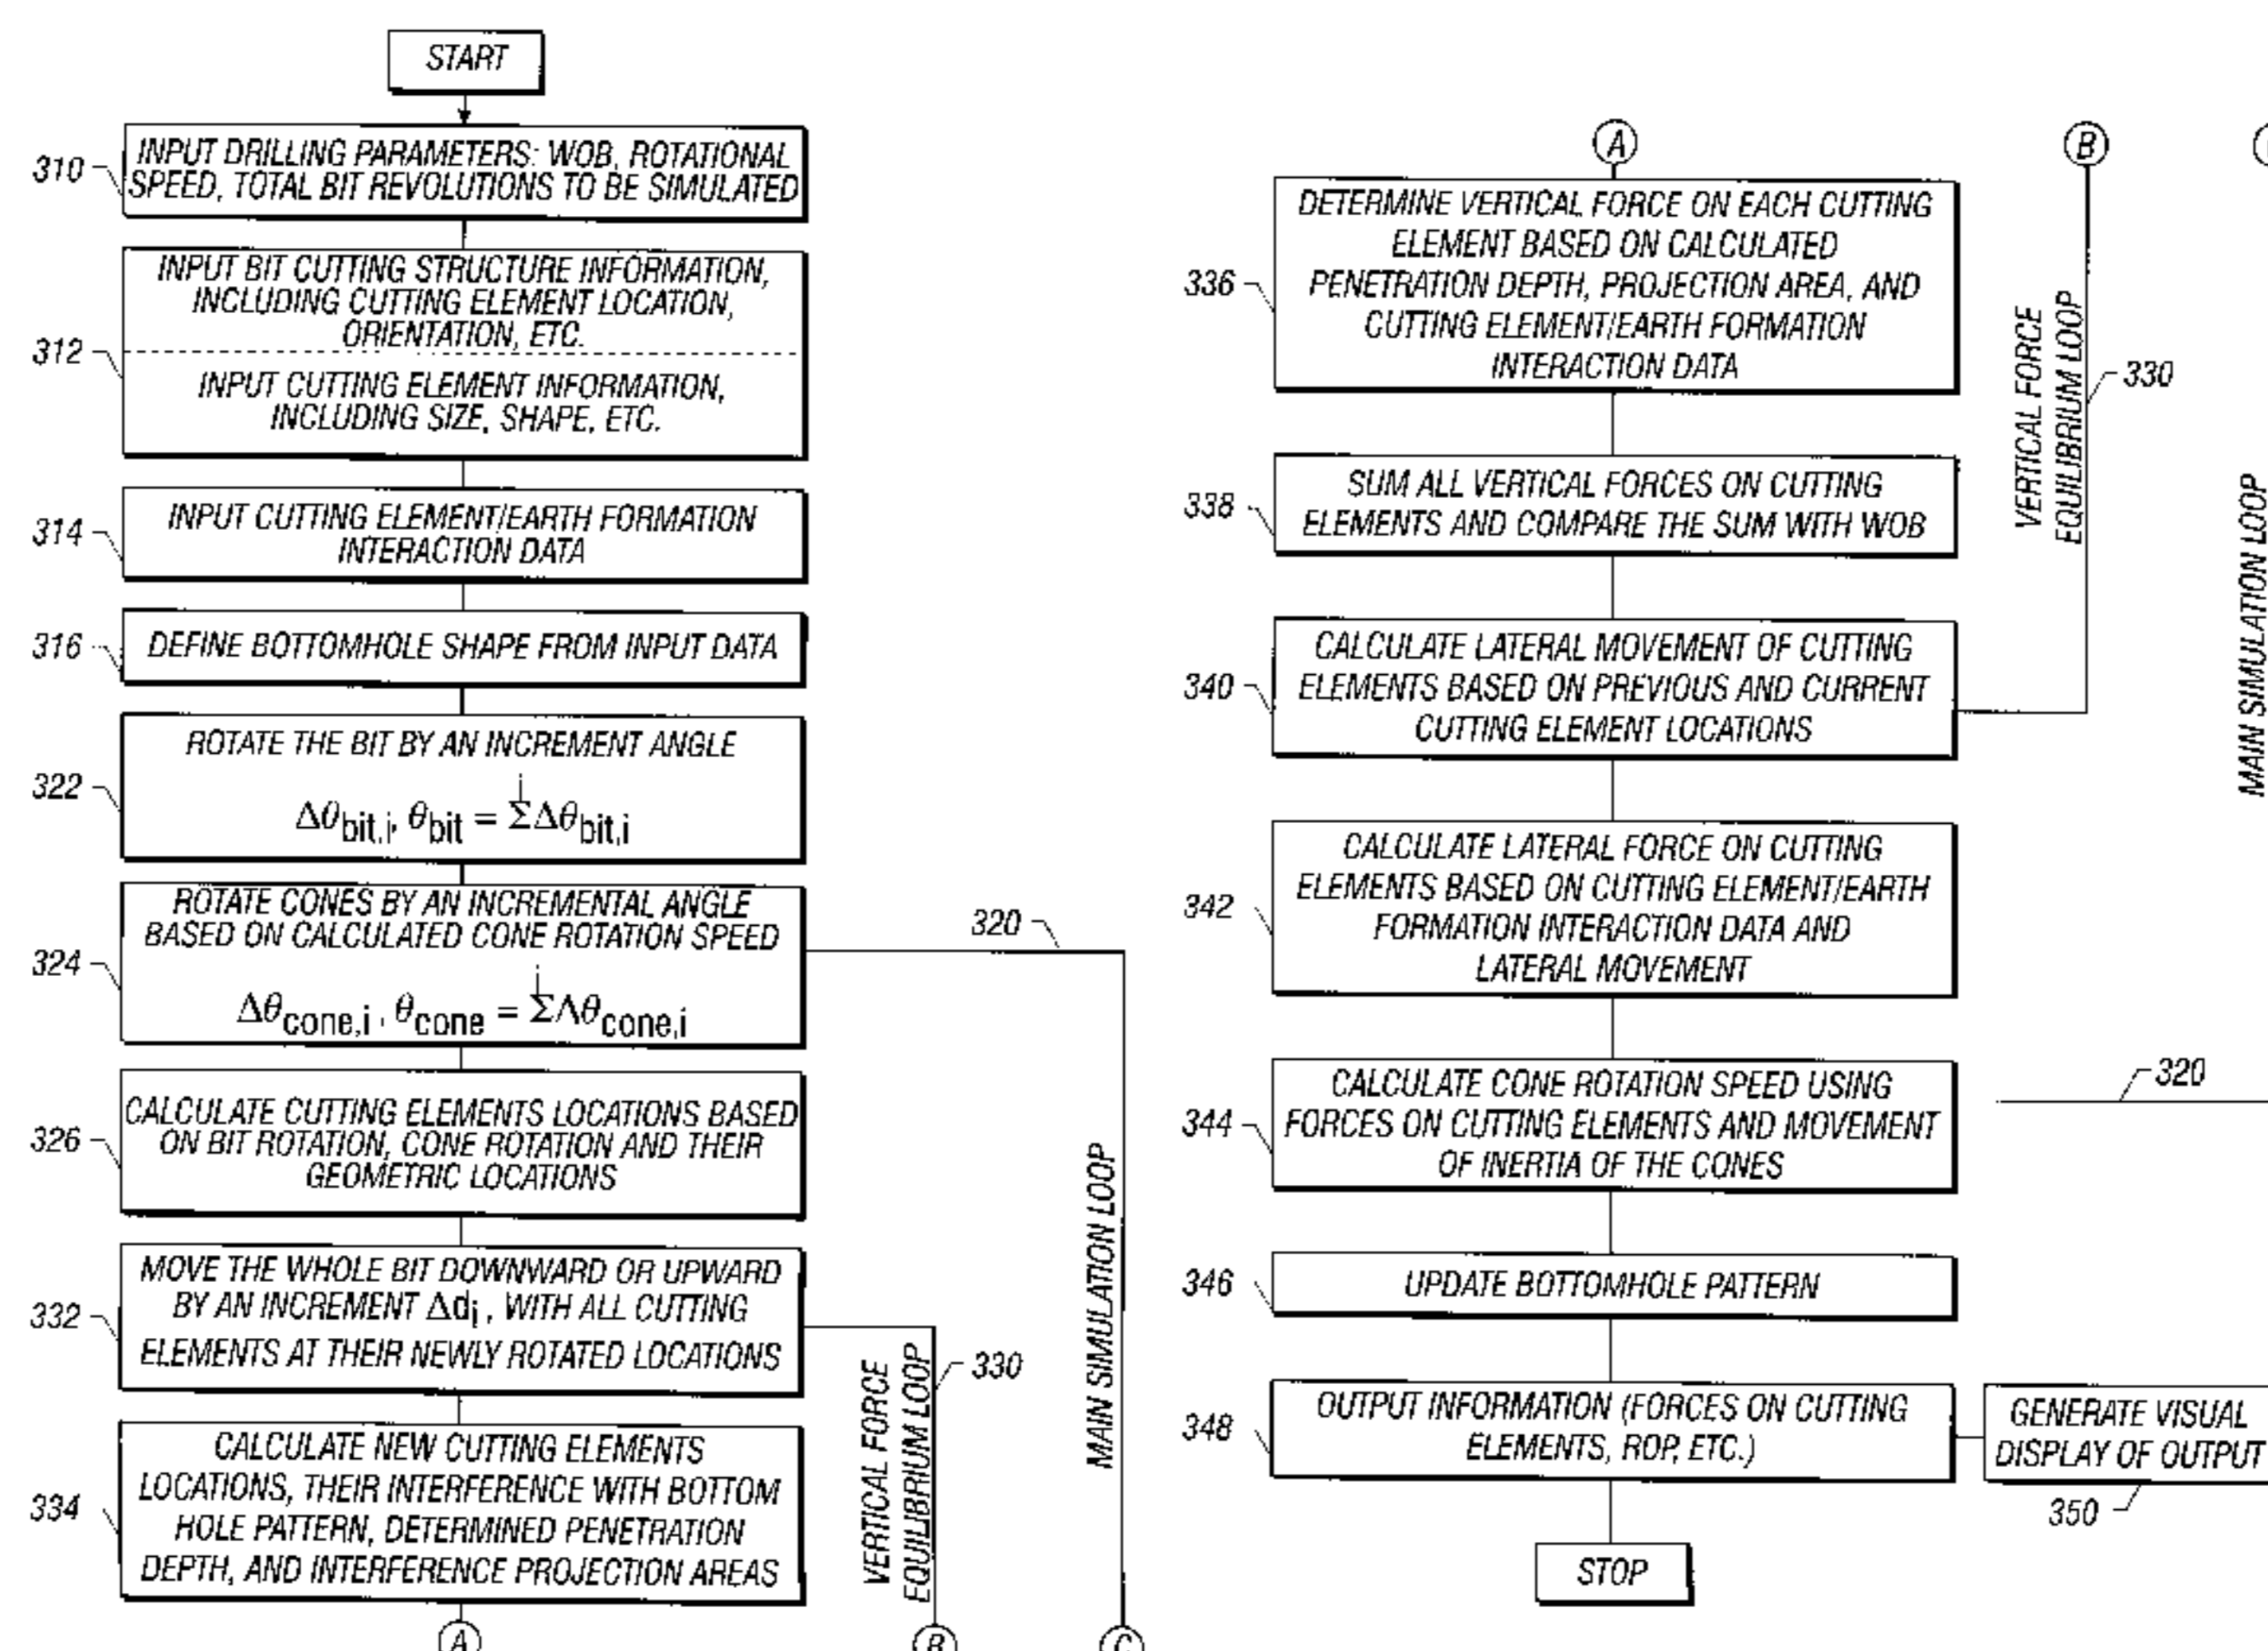 START
310
INPUT DRILLING PARAMETERS: WOB, ROTATIONAL
SPEED, TOTAL BIT REVOLUTIONS TO BE SIMULATED
312
INPUT BIT CUTTING STRUCTURE INFORMATION,
INCLUDING CUTTING ELEMENT LOCATION,
ORIENTATION, ETC.
INPUT CUTTING ELEMENT INFORMATION,
INCLUDING SIZE, SHAPE, ETC.
314
INPUT CUTTING ELEMENT/EARTH FORMATION
INTERACTION DATA
316
DEFINE BOTTOMHOLE SHAPE FROM INPUT DATA
322
ROTATE THE BIT BY AN INCREMENT ANGLE
i
Δθbit,i, θbit = ΣΔθbit,i
324
ROTATE CONES BY AN INCREMENTAL ANGLE
BASED ON CALCULATED CONE ROTATION SPEED
i
Δθcone,i, θcone = ΣΔθcone,i
320
326
CALCULATE CUTTING ELEMENTS LOCATIONS BASED
ON BIT ROTATION, CONE ROTATION AND THEIR
GEOMETRIC LOCATIONS
332
MOVE THE WHOLE BIT DOWNWARD OR UPWARD
BY AN INCREMENT Δdi, WITH ALL CUTTING
ELEMENTS AT THEIR NEWLY ROTATED LOCATIONS
334
CALCULATE NEW CUTTING ELEMENTS
LOCATIONS, THEIR INTERFERENCE WITH BOTTOM
HOLE PATTERN, DETERMINED PENETRATION
DEPTH, AND INTERFERENCE PROJECTION AREAS
VERTICAL FORCE
EQUILIBRIUM LOOP
330
MAIN SIMULATION LOOP
A
B
C
A
B
336
DETERMINE VERTICAL FORCE ON EACH CUTTING
ELEMENT BASED ON CALCULATED
PENETRATION DEPTH, PROJECTION AREA, AND
CUTTING ELEMENT/EARTH FORMATION
INTERACTION DATA
VERTICAL FORCE
EQUILIBRIUM LOOP
330
338
SUM ALL VERTICAL FORCES ON CUTTING
ELEMENTS AND COMPARE THE SUM WITH WOB
MAIN SIMULATION LOOP
340
CALCULATE LATERAL MOVEMENT OF CUTTING
ELEMENTS BASED ON PREVIOUS AND CURRENT
CUTTING ELEMENT LOCATIONS
342
CALCULATE LATERAL FORCE ON CUTTING
ELEMENTS BASED ON CUTTING ELEMENT/EARTH
FORMATION INTERACTION DATA AND
LATERAL MOVEMENT
344
CALCULATE CONE ROTATION SPEED USING
FORCES ON CUTTING ELEMENTS AND MOVEMENT
OF INERTIA OF THE CONES
320
346
UPDATE BOTTOMHOLE PATTERN
348
OUTPUT INFORMATION (FORCES ON CUTTING
ELEMENTS, ROP, ETC.)
GENERATE VISUAL
DISPLAY OF OUTPUT
350
STOP